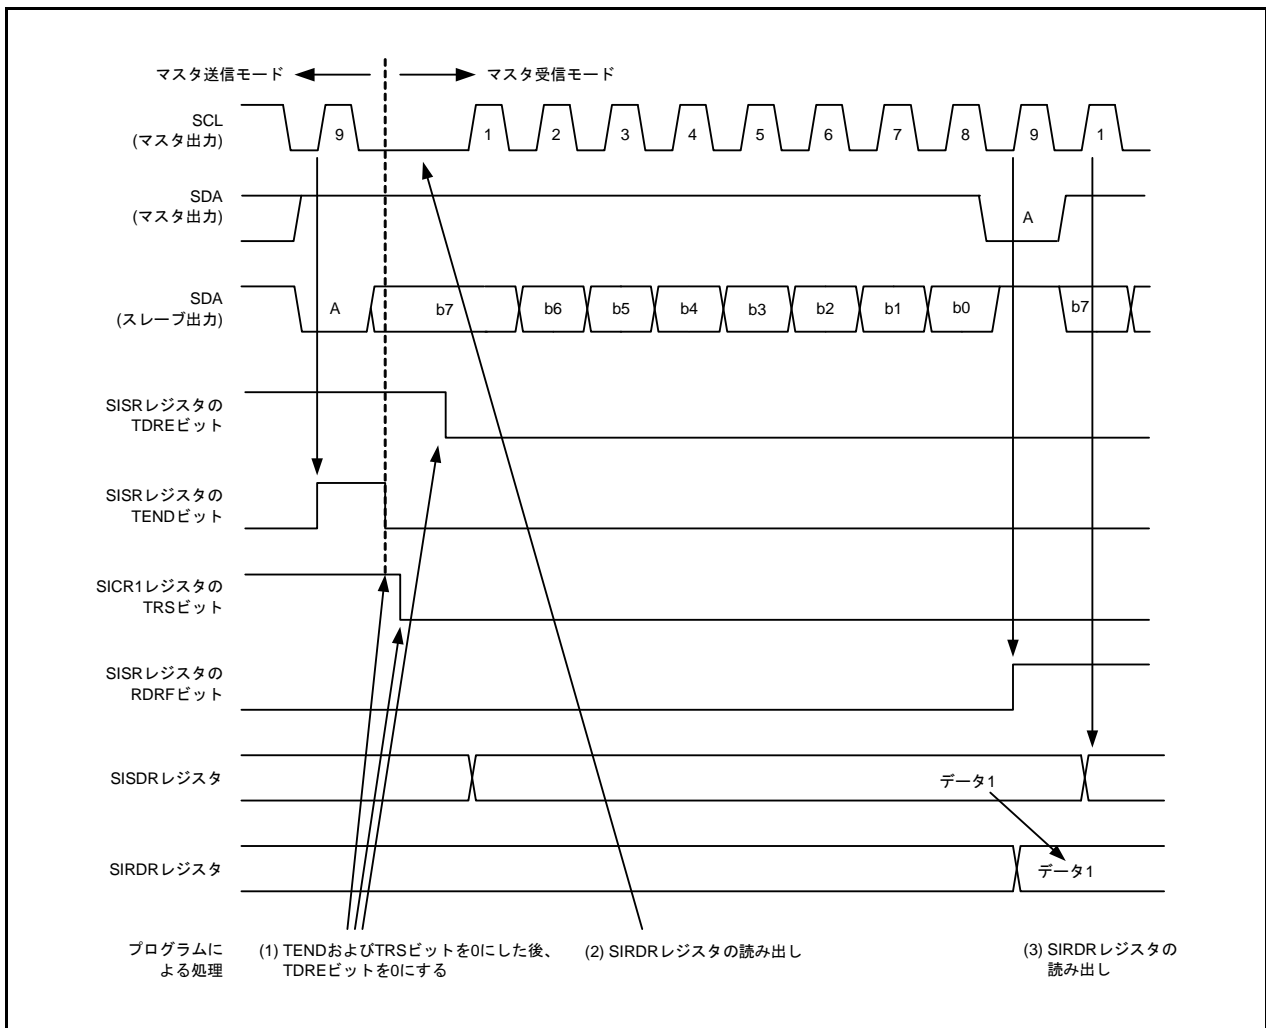 マスタ送信モード
マスタ受信モード
SCL
(マスタ出力)
9
1
2
3
4
5
6
7
8
9
1
SDA
(マスタ出力)
A
SDA
(スレーブ出力)
A
b7
b6
b5
b4
b3
b2
b1
b0
b7
SISRレジスタの
TDREビット
SISRレジスタの
TENDビット
SICR1レジスタの
TRSビット
SISRレジスタの
RDRFビット
SISDRレジスタ
データ1
SIRDRレジスタ
データ1
プログラムに
よる処理
(1) TENDおよびTRSビットを0にした後、
TDREビットを0にする
(2) SIRDRレジスタの読み出し
(3) SIRDRレジスタの
読み出し